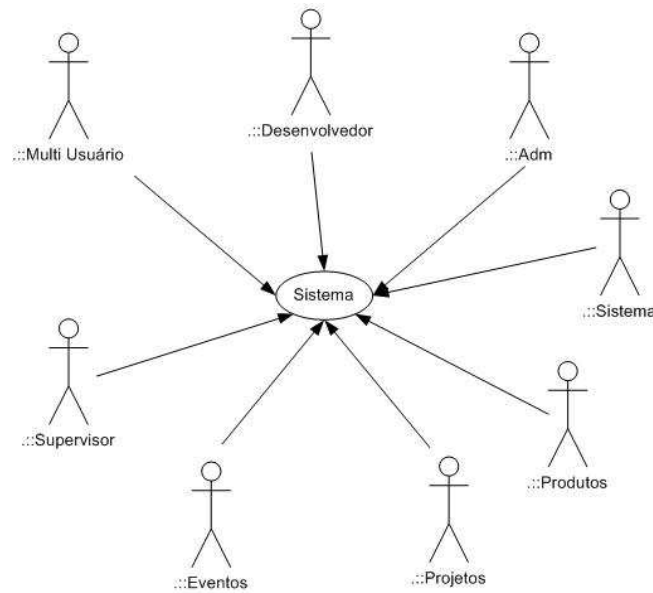 .::Desenvolvedor
.::Multi Usuário
.::Adm
Sistema
.::Sistema
.::Supervisor
.::Produtos
.::Eventos
.::Projetos